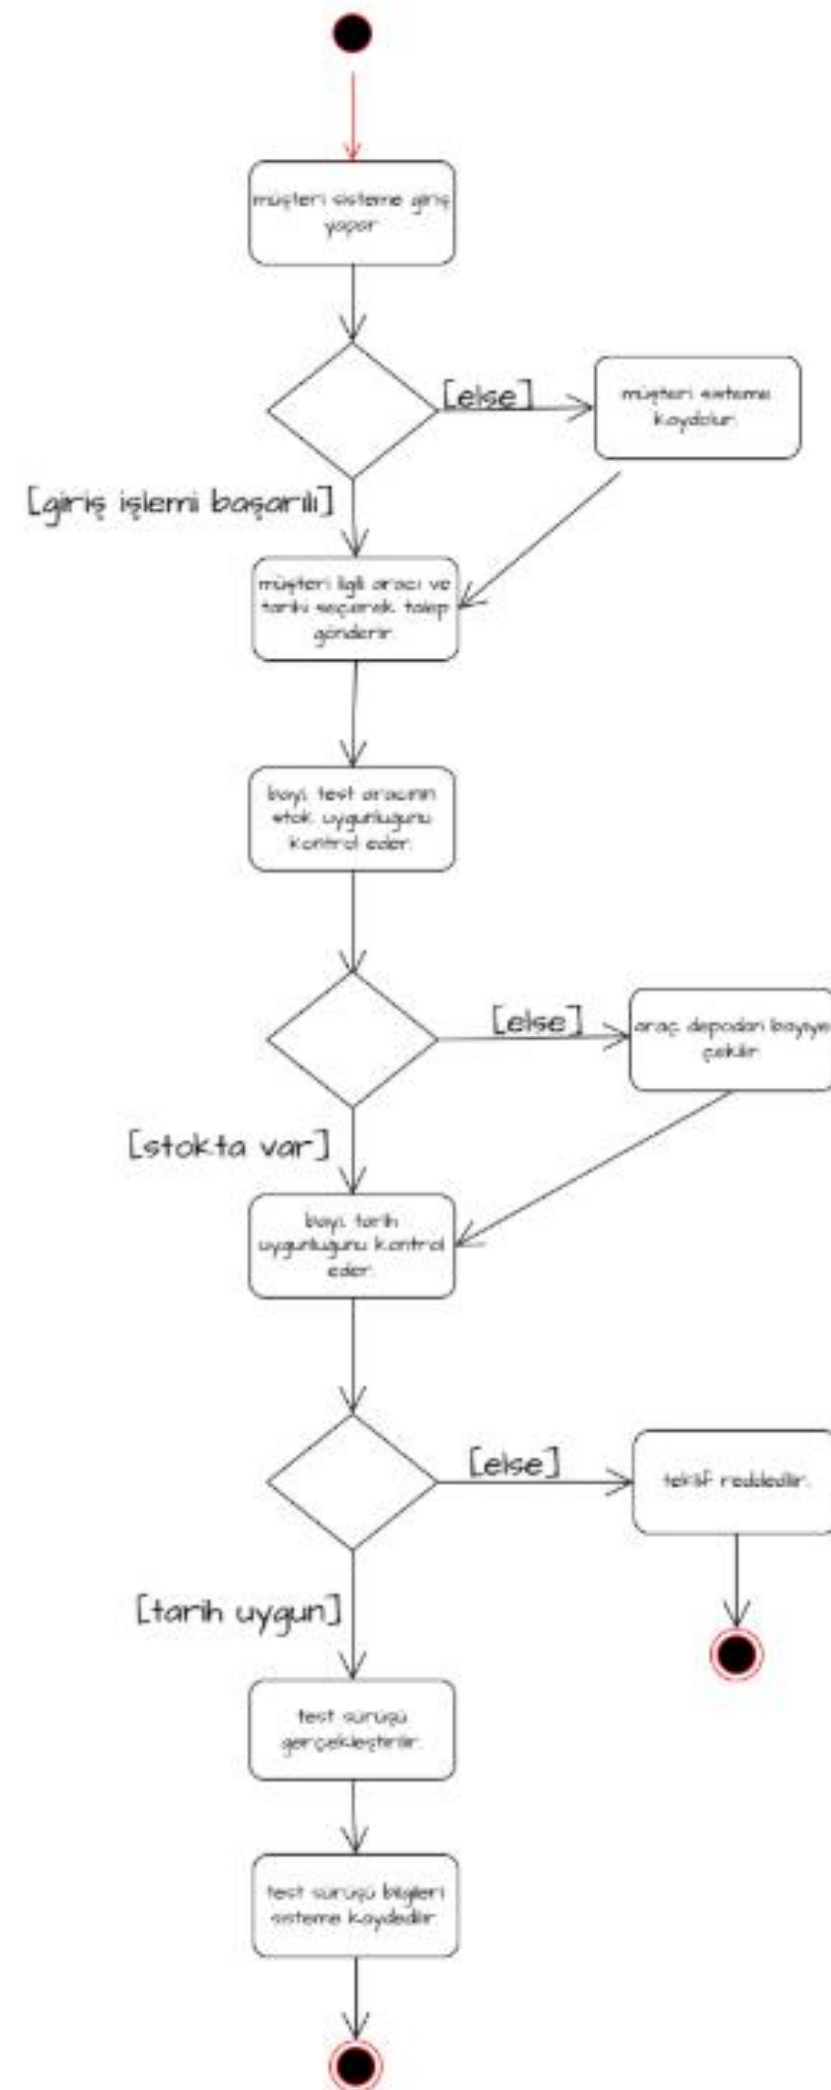 müşteri sisteme giriş
yapar
[else]
müşteri sisteme
kaydolur.
[giriş işlemi başarılı]
müşteri ilgili aracı ve
tarihi seçerek talep
gönderir.
bayi, test aracının
stok uygunluğunu
kontrol eder.
[else]
araç depodan bayiye
çekilir
[stokta var]
bayi, tarih
uygunluğunu kontrol
eder.
[else]
teklif reddedilir.
[tarih uygun]
test sürüşü
gerçekleştirilir.
test sürüşü bilgileri
sisteme kaydedilir.